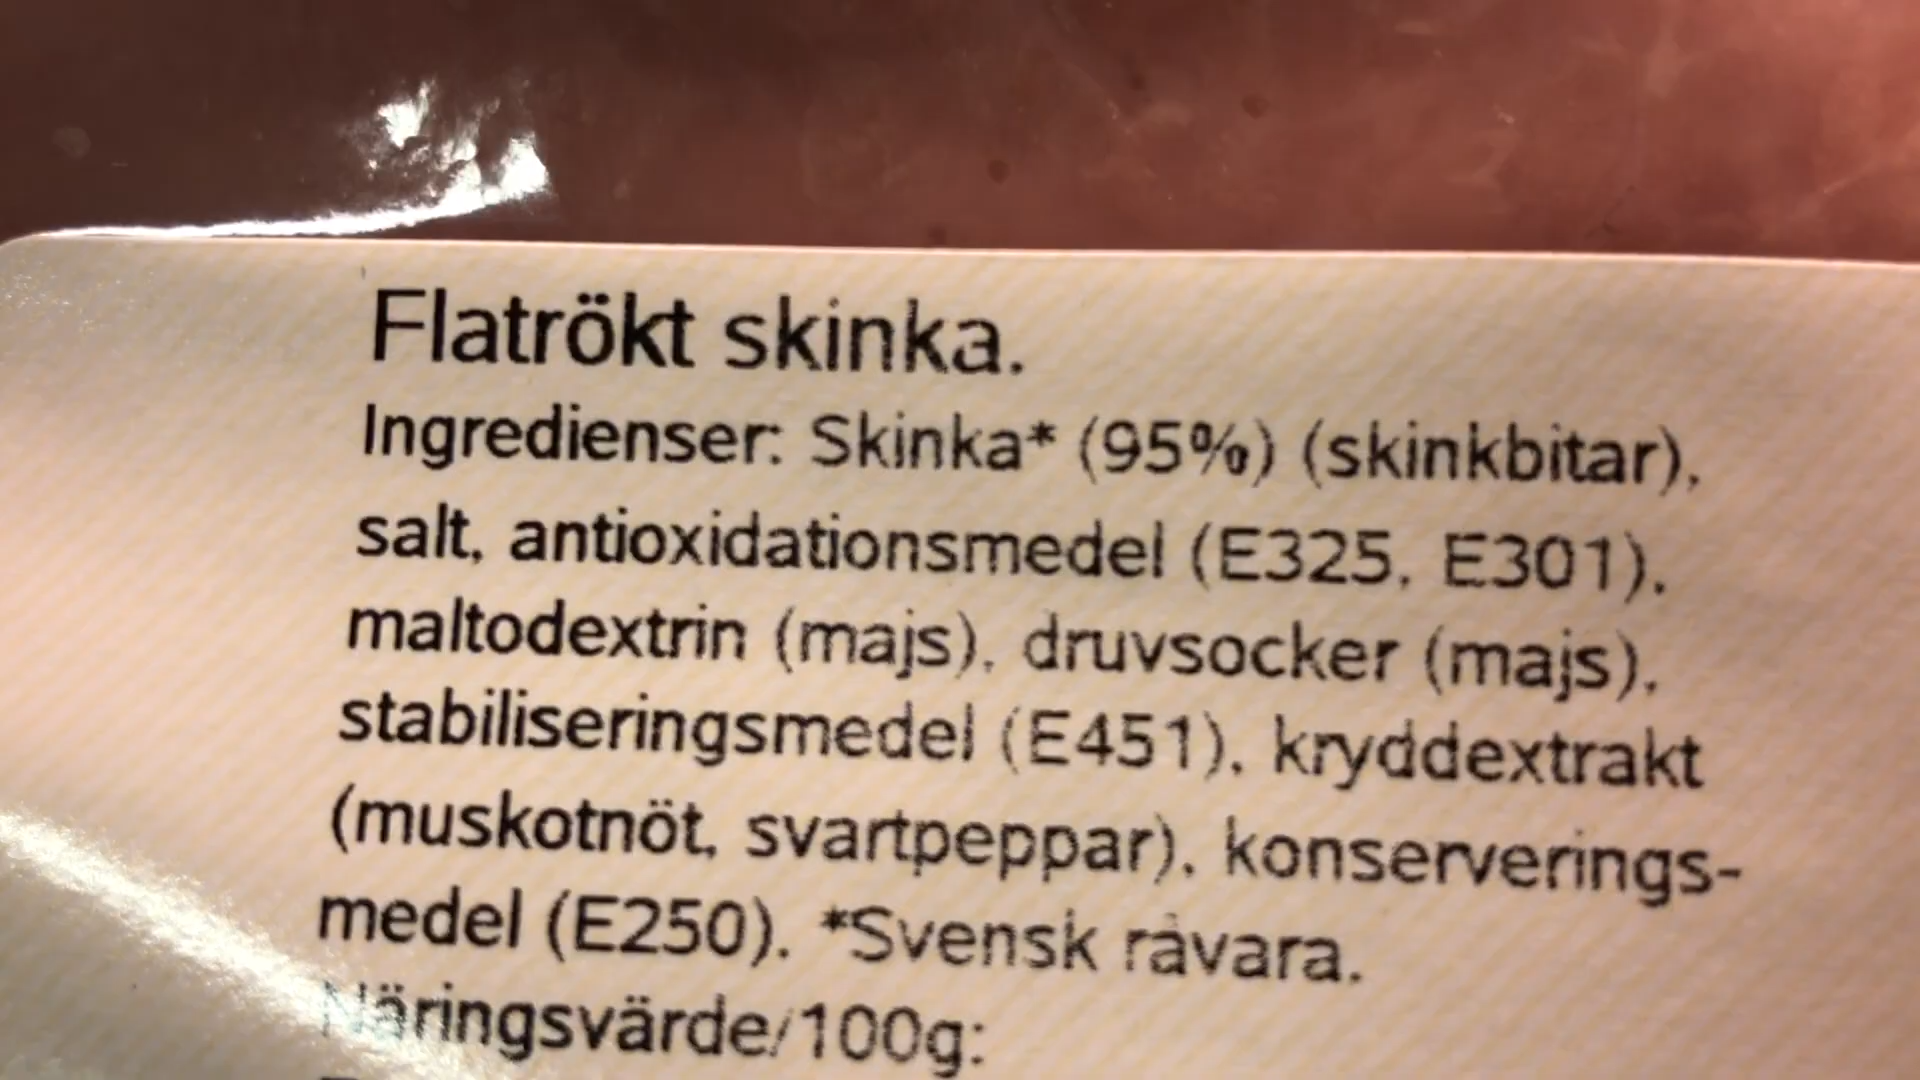 Flatrökt skinka.
Ingredienser: Skinka* (95%) (skinkbitar),
salt, antioxidationsmedel (E325, E301),
maltodextrin (majs), druvsocker (majs),
stabiliseringsmedel (E451), kryddextrakt
(muskotnöt, svartpeppar), konserverings-
medel (E250). *Svensk råvara.
Näringsvärde/100g: